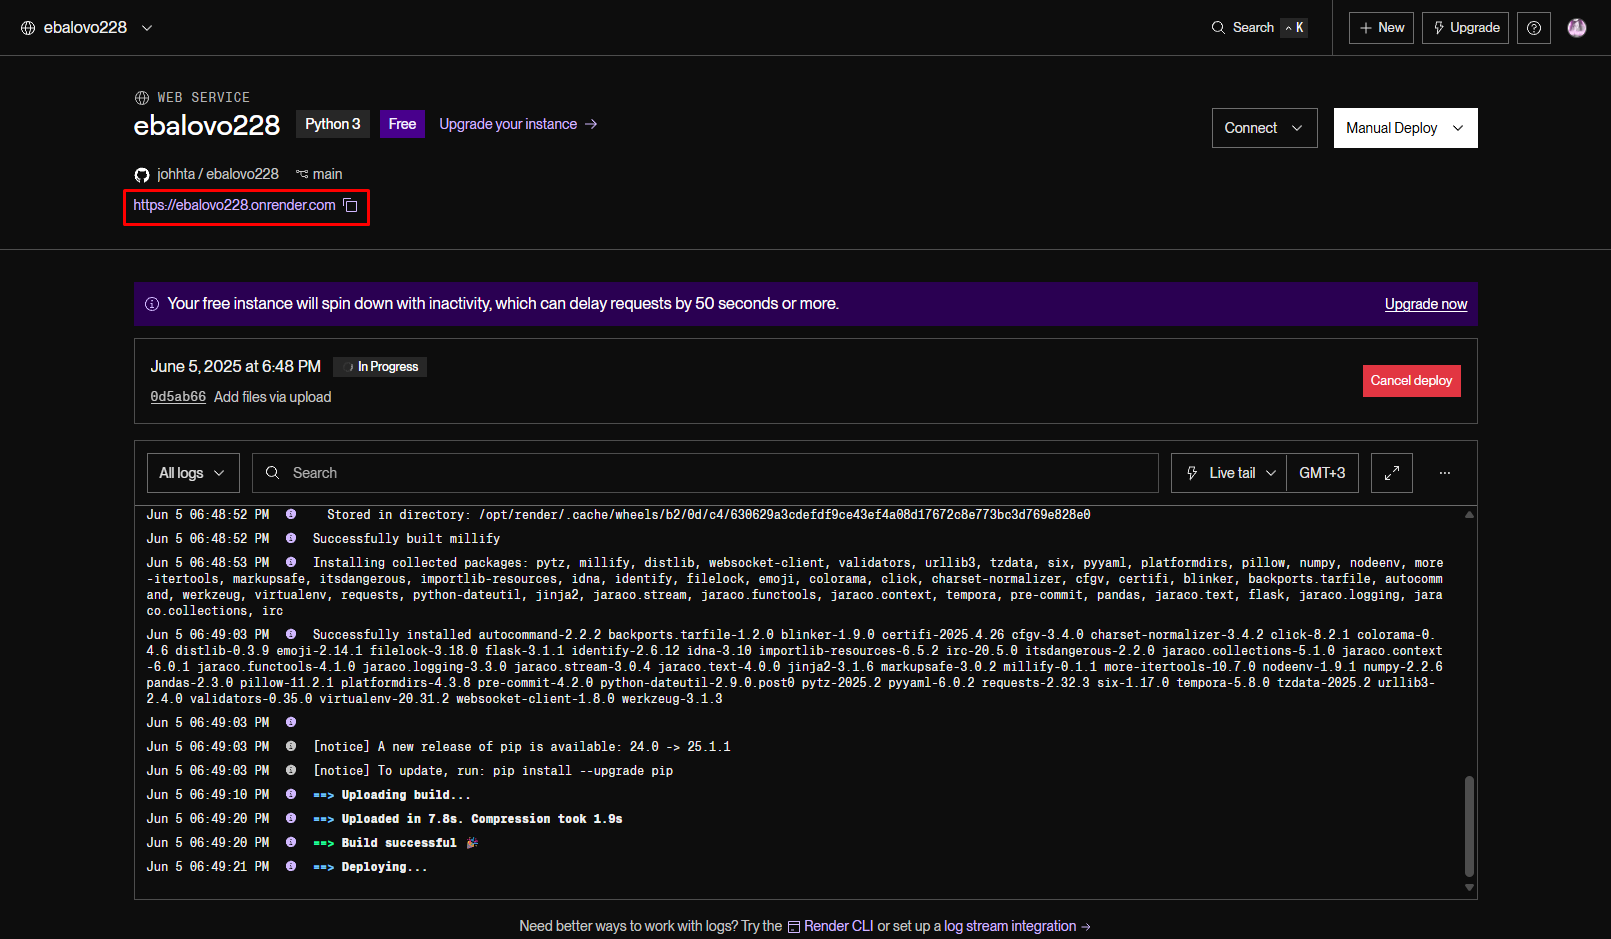 ebalovo228
Search ^ K
+ New
Upgrade
WEB SERVICE
ebalovo228 Python 3 Free Upgrade your instance →
Connect
Manual Deploy
johhta / ebalovo228 main
https://ebalovo228.onrender.com
Your free instance will spin down with inactivity, which can delay requests by 50 seconds or more.
Upgrade now
June 5, 2025 at 6:48 PM In Progress
0d5ab66 Add files via upload
Cancel deploy
All logs
Search
Live tail
GMT+3
...
Jun 5 06:48:52 PM Stored in directory: /opt/render/.cache/wheels/b2/0d/c4/630629a3cdefdf9ce43ef4a08d17672c8e773bc3d769e828e0
Jun 5 06:48:52 PM Successfully built millify
Jun 5 06:48:53 PM Installing collected packages: pytz, millify, distlib, websocket-client, validators, urllib3, tzdata, six, pyyaml, platformdirs, pillow, numpy, nodeenv, more
-itertools, markupsafe, itsdangerous, importlib-resources, idna, identify, filelock, emoji, colorama, click, charset-normalizer, cfgv, certifi, blinker, backports.tarfile, autocomm
and, werkzeug, virtualenv, requests, python-dateutil, jinja2, jaraco.stream, jaraco.functools, jaraco.context, tempora, pre-commit, pandas, jaraco.text, flask, jaraco.logging, jara
co.collections, irc
Jun 5 06:49:03 PM Successfully installed autocommand-2.2.2 backports.tarfile-1.2.0 blinker-1.9.0 certifi-2025.4.26 cfgv-3.4.0 charset-normalizer-3.4.2 click-8.2.1 colorama-0.
4.6 distlib-0.3.9 emoji-2.14.1 filelock-3.18.0 flask-3.1.1 identify-2.6.12 idna-3.10 importlib-resources-6.5.2 irc-20.5.0 itsdangerous-2.2.0 jaraco.collections-5.1.0 jaraco.context
-6.0.1 jaraco.functools-4.1.0 jaraco.logging-3.3.0 jaraco.stream-3.0.4 jaraco.text-4.0.0 jinja2-3.1.6 markupsafe-3.0.2 millify-0.1.1 more-itertools-10.7.0 nodeenv-1.9.1 numpy-2.2.6
pandas-2.3.0 pillow-11.2.1 platformdirs-4.3.8 pre-commit-4.2.0 python-dateutil-2.9.0.post0 pytz-2025.2 pyyaml-6.0.2 requests-2.32.3 six-1.17.0 tempora-5.8.0 tzdata-2025.2 urllib3-
2.4.0 validators-0.35.0 virtualenv-20.31.2 websocket-client-1.8.0 werkzeug-3.1.3
Jun 5 06:49:03 PM
Jun 5 06:49:03 PM [notice] A new release of pip is available: 24.0 -> 25.1.1
Jun 5 06:49:03 PM [notice] To update, run: pip install --upgrade pip
Jun 5 06:49:10 PM ==> Uploading build...
Jun 5 06:49:20 PM ==> Uploaded in 7.8s. Compression took 1.9s
Jun 5 06:49:20 PM ==> Build successful 🎉
Jun 5 06:49:21 PM ==> Deploying...
Need better ways to work with logs? Try the Render CLI or set up a log stream integration →